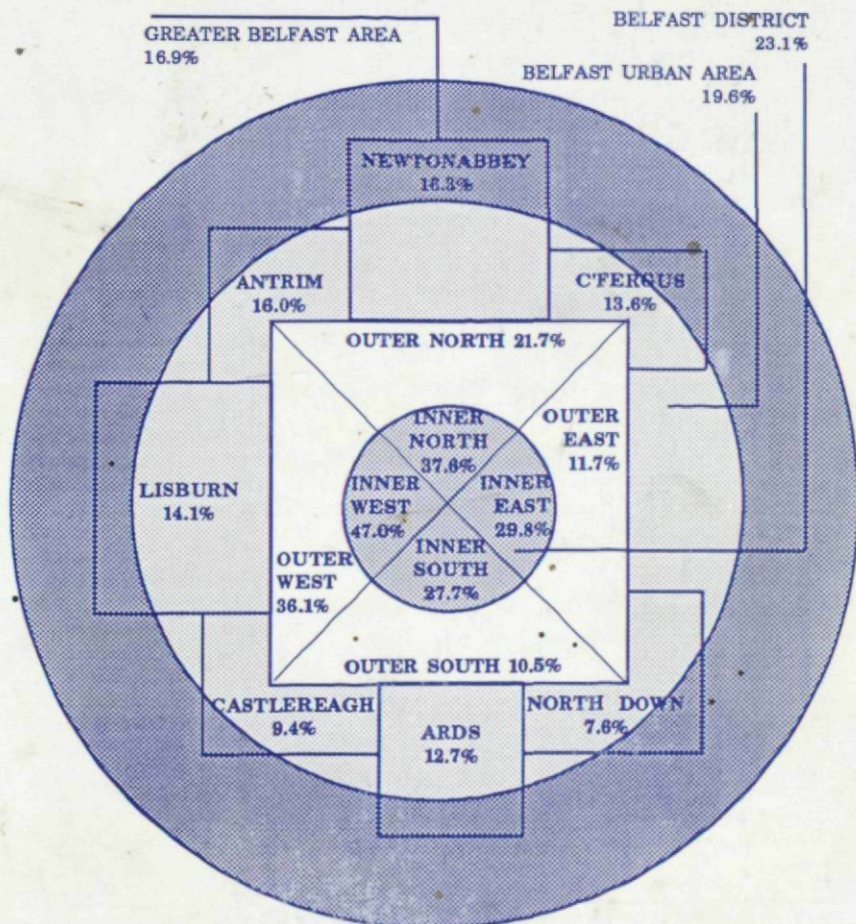 GREATER BELFAST AREA
16.9%
BELFAST DISTRICT
23.1%
BELFAST URBAN AREA
19.6%
NEWTONABBEY
16.3%
ANTRIM
16.0%
C'FERGUS
13.6%
OUTER NORTH 21.7%
INNER
NORTH
37.6%
OUTER
EAST
11.7%
INNER
WEST
47.0%
INNER
EAST
29.8%
LISBURN
14.1%
INNER
SOUTH
27.7%
OUTER
WEST
36.1%
OUTER SOUTH 10.5%
CASTLEREAGH
9.4%
ARDS
12.7%
NORTH DOWN
7.6%